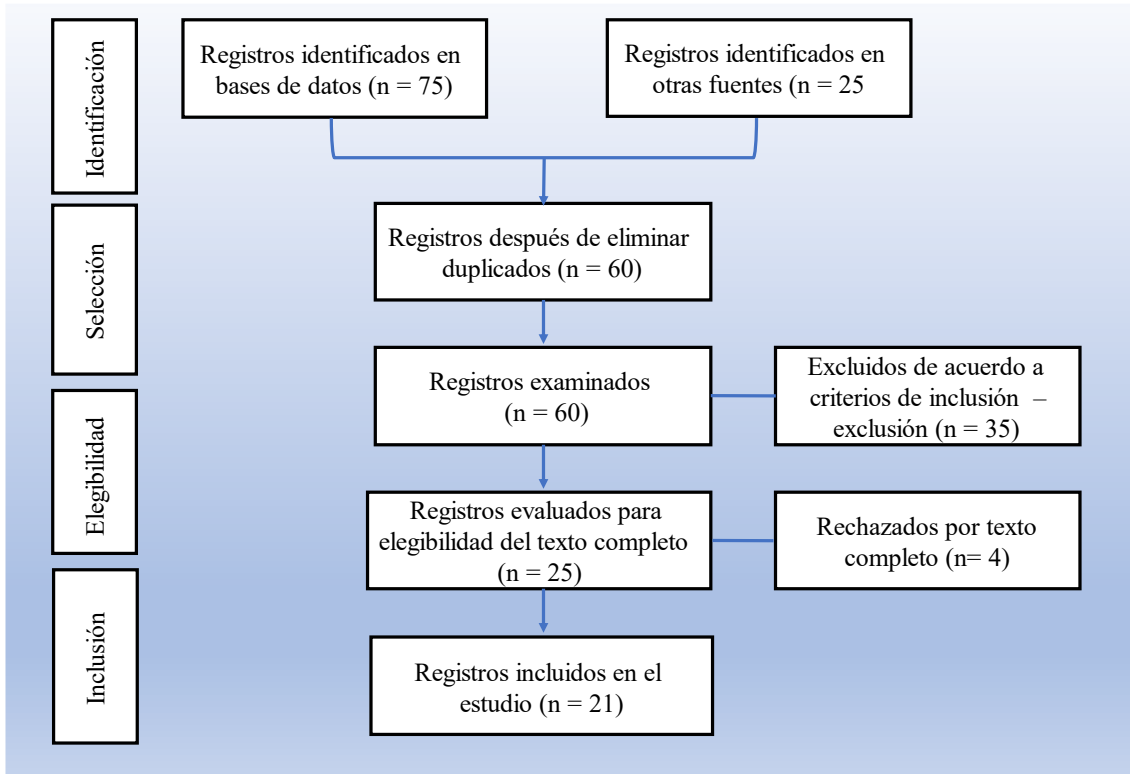 Identificación
Registros identificados en
bases de datos (n = 75)
Registros identificados en
otras fuentes (n = 25
Selección
Registros después de eliminar
duplicados (n = 60)
Registros examinados
(n = 60)
Excluidos de acuerdo a
criterios de inclusión –
exclusión (n = 35)
Elegibilidad
Registros evaluados para
elegibilidad del texto completo
(n = 25)
Rechazados por texto
completo (n= 4)
Inclusión
Registros incluidos en el
estudio (n = 21)